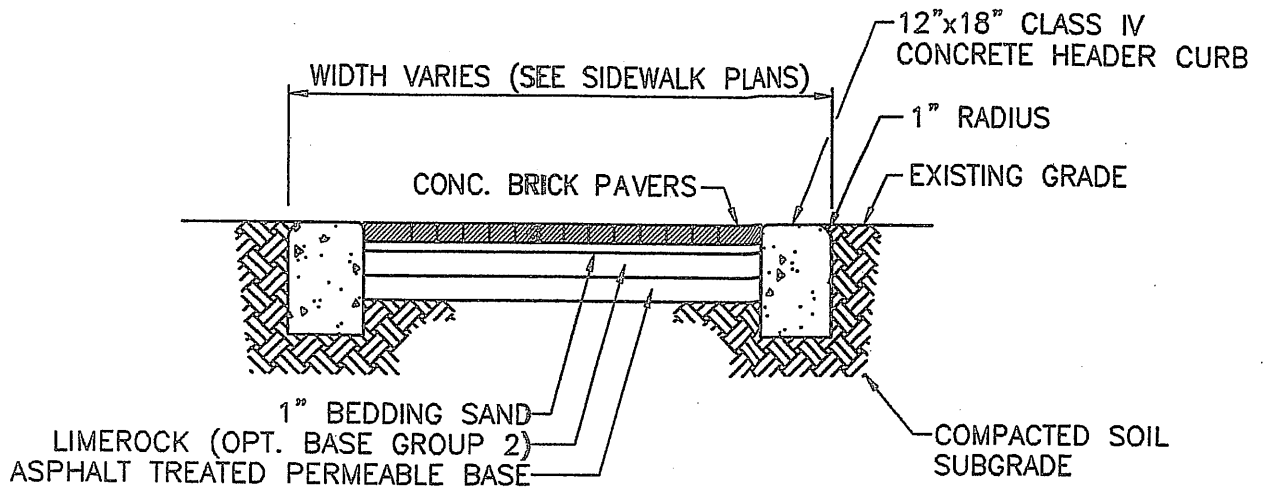 12"x18" CLASS IV
CONCRETE HEADER CURB
WIDTH VARIES (SEE SIDEWALK PLANS)
1" RADIUS
CONC. BRICK PAVERS
EXISTING GRADE
1" BEDDING SAND
LIMEROCK (OPT. BASE GROUP 2)
ASPHALT TREATED PERMEABLE BASE
COMPACTED SOIL
SUBGRADE